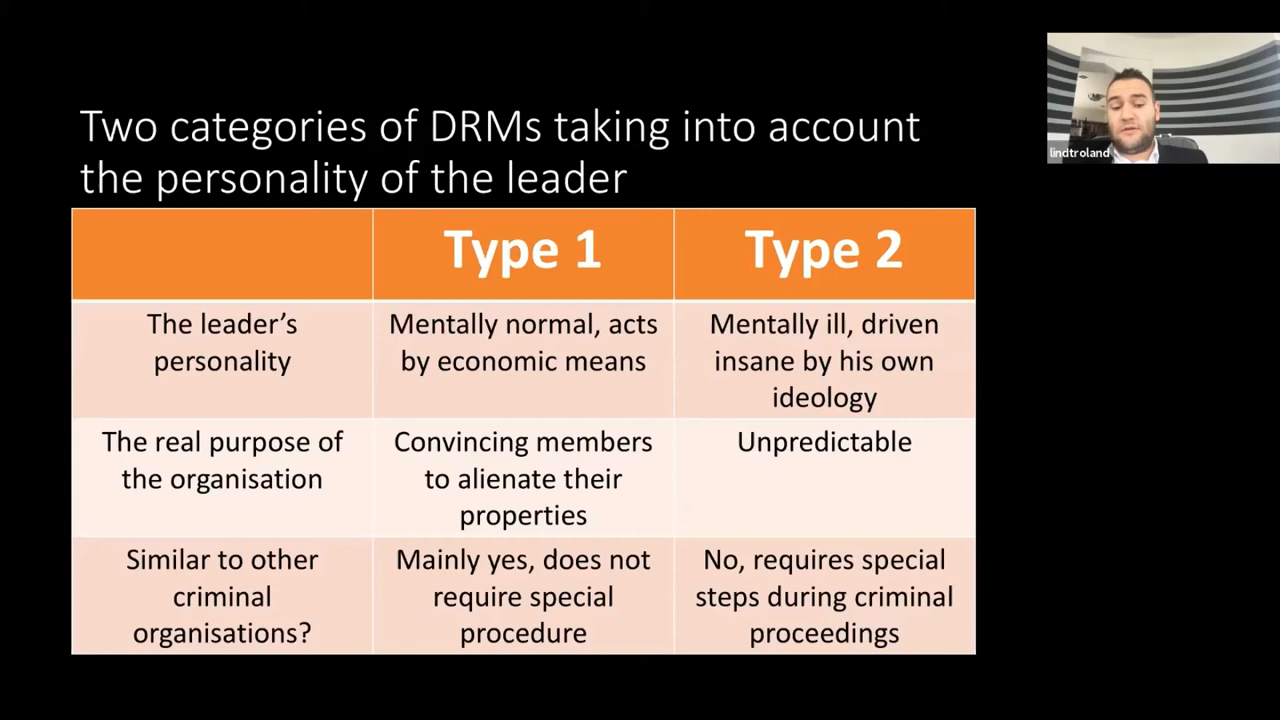 Two categories of DRMs taking into account
the personality of the leader
lindtroland
Type 1
Type 2
The leader's
personality
Mentally normal, acts
by economic means
Mentally ill, driven
insane by his own
ideology
The real purpose of
the organisation
Convincing members
to alienate their
properties
Unpredictable
Similar to other
criminal
organisations?
Mainly yes, does not
require special
procedure
No, requires special
steps during criminal
proceedings